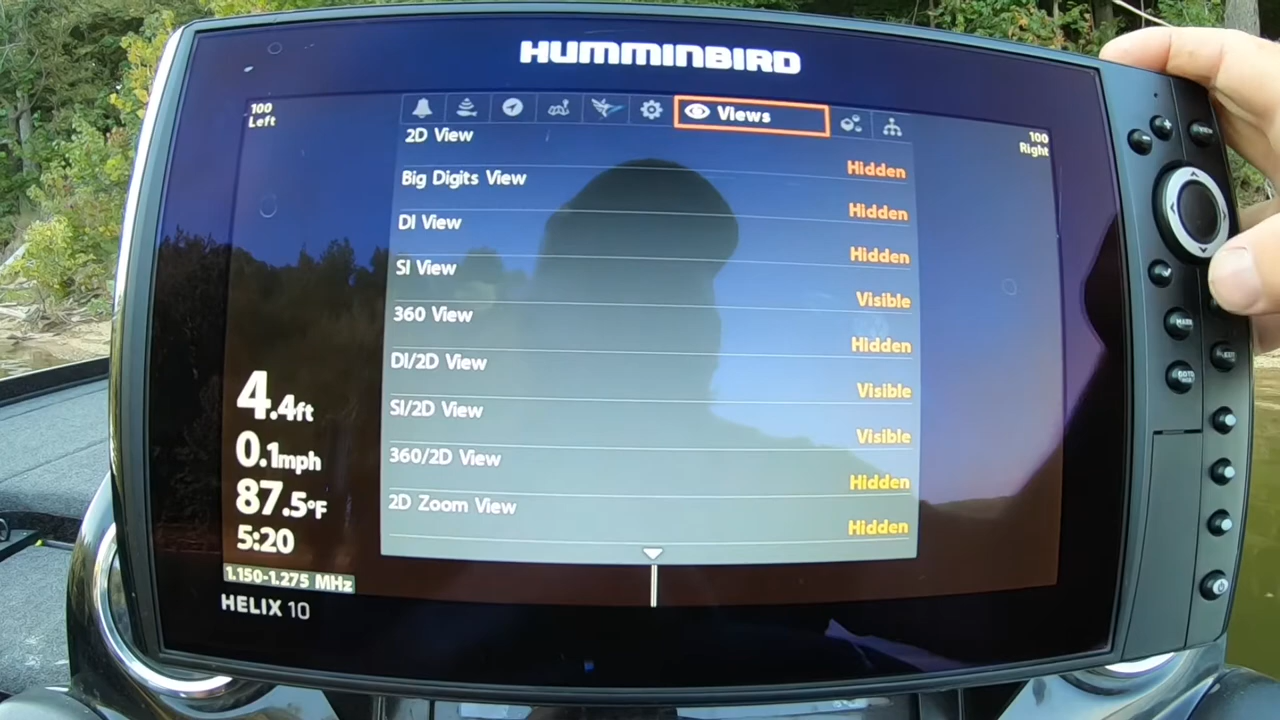 HUMMINBIRD
100
Left
Views
100
Right
2D View
Hidden
Big Digits View
Hidden
DI View
Hidden
SI View
Visible
360 View
Hidden
DI/2D View
Visible
SI/2D View
Visible
360/2D View
Hidden
2D Zoom View
Hidden
4.4ft
0.1mph
87.5°F
5:20
1.150-1.275 MHz
HELIX 10
MARK
GOTO